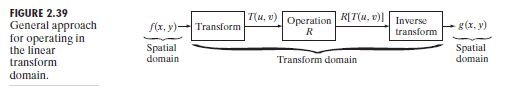 FIGURE 2.39
General approach
for operating in
the linear
transform
domain.
f(x, y) Transform T(u, v) Operation R R[T(u, v)] Inverse transform g(x, y)
Spatial domain Transform domain Spatial domain